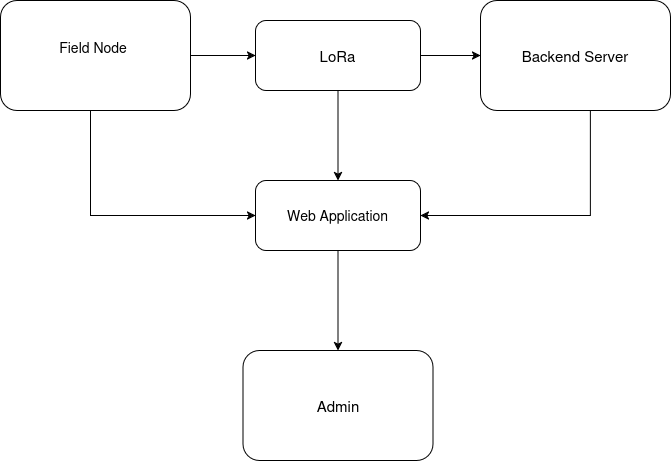 Field Node
LoRa
Backend Server
Web Application
Admin